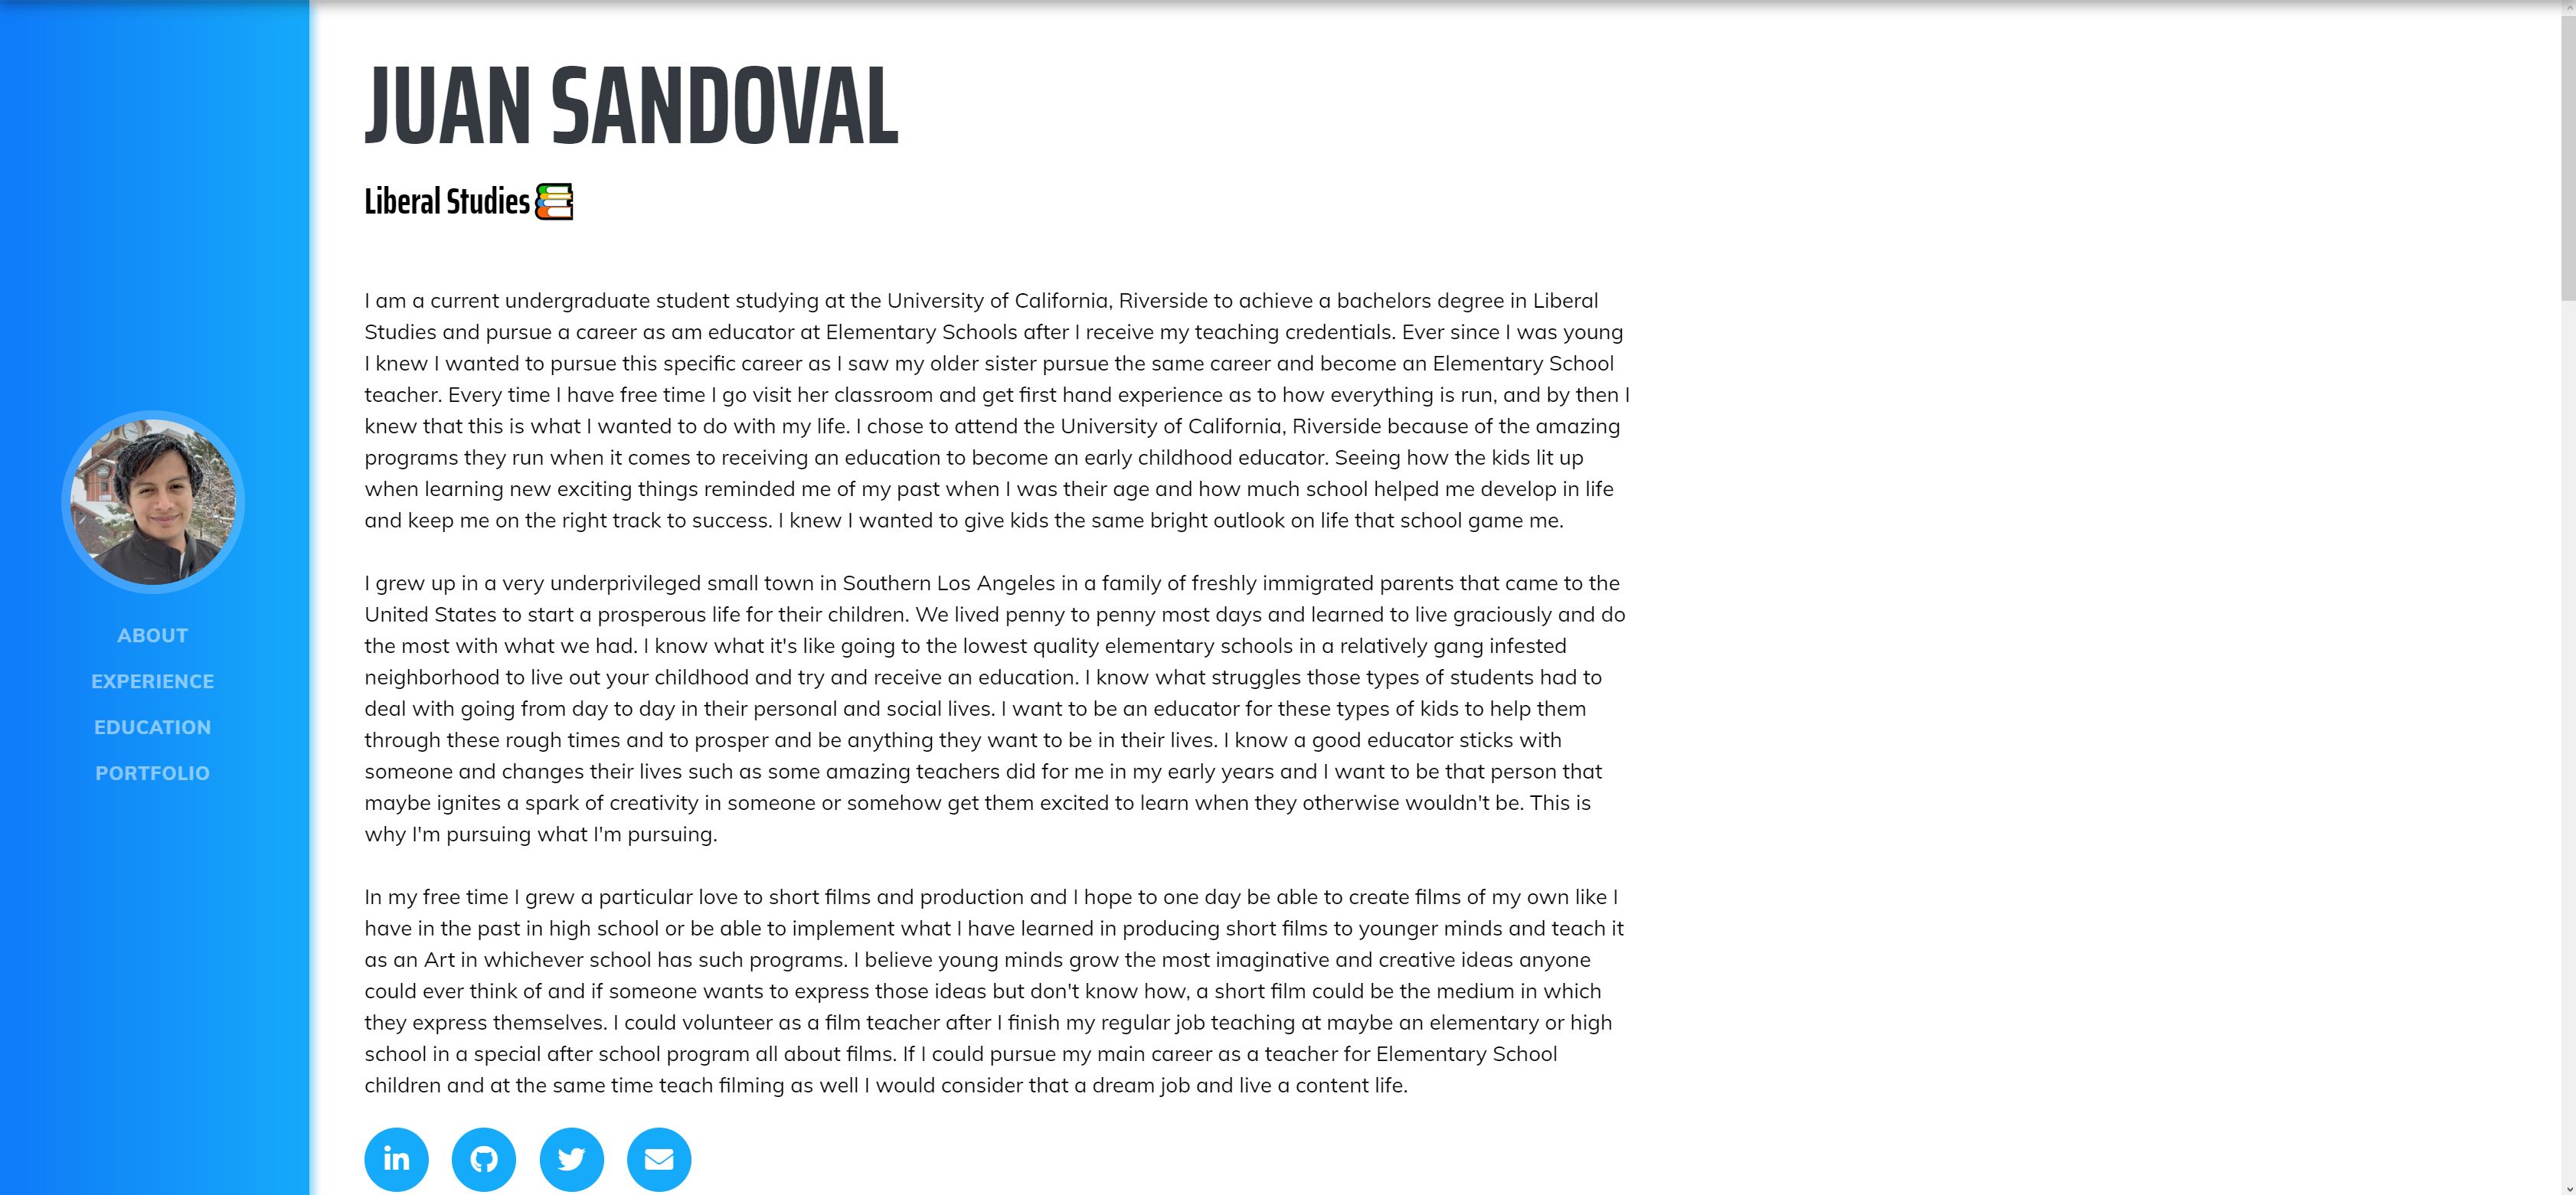 JUAN SANDOVAL
Liberal Studies
ABOUT
EXPERIENCE
EDUCATION
PORTFOLIO
I am a current undergraduate student studying at the University of California, Riverside to achieve a bachelors degree in Liberal
Studies and pursue a career as am educator at Elementary Schools after I receive my teaching credentials. Ever since I was young
I knew I wanted to pursue this specific career as I saw my older sister pursue the same career and become an Elementary School
teacher. Every time I have free time I go visit her classroom and get first hand experience as to how everything is run, and by then I
knew that this is what I wanted to do with my life. I chose to attend the University of California, Riverside because of the amazing
programs they run when it comes to receiving an education to become an early childhood educator. Seeing how the kids lit up
when learning new exciting things reminded me of my past when I was their age and how much school helped me develop in life
and keep me on the right track to success. I knew I wanted to give kids the same bright outlook on life that school game me.
I grew up in a very underprivileged small town in Southern Los Angeles in a family of freshly immigrated parents that came to the
United States to start a prosperous life for their children. We lived penny to penny most days and learned to live graciously and do
the most with what we had. I know what it's like going to the lowest quality elementary schools in a relatively gang infested
neighborhood to live out your childhood and try and receive an education. I know what struggles those types of students had to
deal with going from day to day in their personal and social lives. I want to be an educator for these types of kids to help them
through these rough times and to prosper and be anything they want to be in their lives. I know a good educator sticks with
someone and changes their lives such as some amazing teachers did for me in my early years and I want to be that person that
maybe ignites a spark of creativity in someone or somehow get them excited to learn when they otherwise wouldn't be. This is
why I'm pursuing what I'm pursuing.
In my free time I grew a particular love to short films and production and I hope to one day be able to create films of my own like I
have in the past in high school or be able to implement what I have learned in producing short films to younger minds and teach it
as an Art in whichever school has such programs. I believe young minds grow the most imaginative and creative ideas anyone
could ever think of and if someone wants to express those ideas but don't know how, a short film could be the medium in which
they express themselves. I could volunteer as a film teacher after I finish my regular job teaching at maybe an elementary or high
school in a special after school program all about films. If I could pursue my main career as a teacher for Elementary School
children and at the same time teach filming as well I would consider that a dream job and live a content life.
in